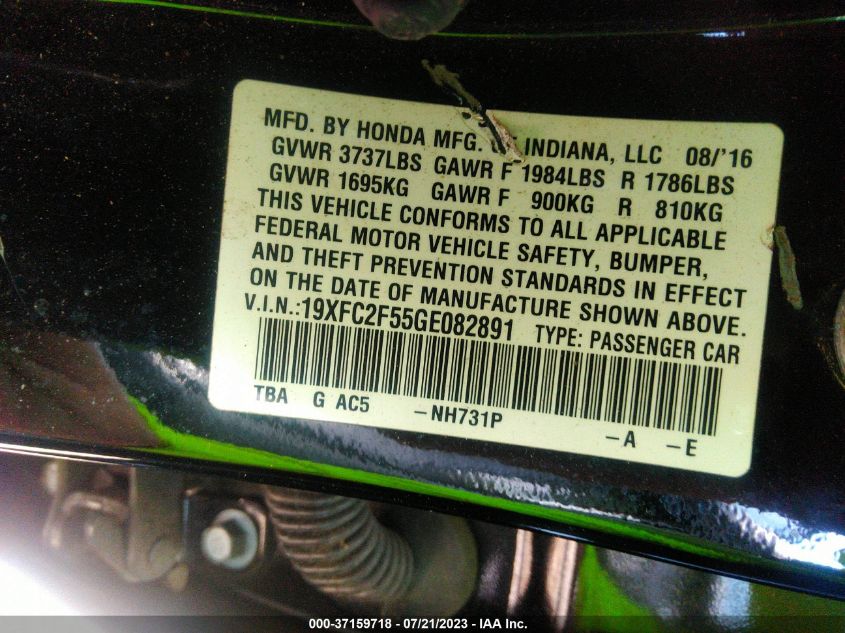 MFD. BY HONDA MFG. INDIANA, LLC 08/'16
GVWR 3737LBS GAWR F 1984LBS R 1786LBS
GVWR 1695KG GAWR F 900KG R 810KG
THIS VEHICLE CONFORMS TO ALL APPLICABLE
FEDERAL MOTOR VEHICLE SAFETY, BUMPER,
AND THEFT PREVENTION STANDARDS IN EFFECT
ON THE DATE OF MANUFACTURE SHOWN ABOVE.
V.I.N.:19XFC2F55GE082891 TYPE: PASSENGER CAR
TBA G AC5 -NH731P -A -E
000-37159718 - 07/21/2023 - IAA Inc.